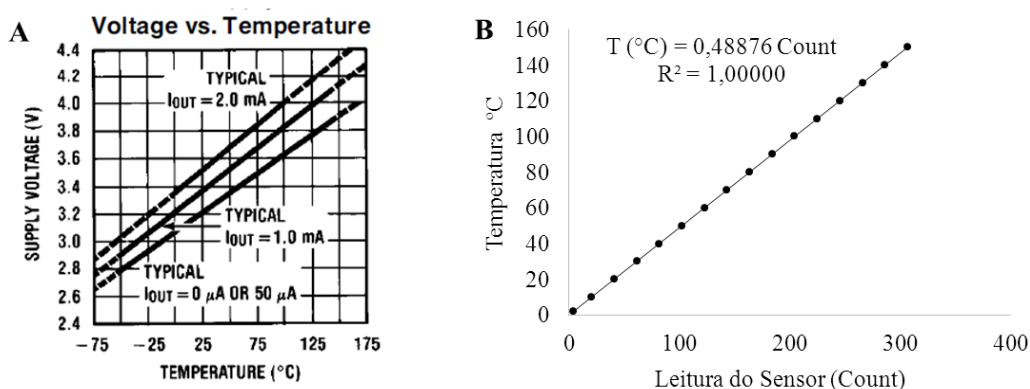 A
Voltage vs. Temperature
4.4
4.2
4.0
3.8
3.6
3.4
3.2
3.0
2.8
2.6
2.4
SUPPLY VOLTAGE (V)
TYPICAL
IOUT = 2.0 mA
TYPICAL
IOUT = 1.0 mA
TYPICAL
IOUT = 0 µA OR 50 µA
−75 −25 25 75 125 175
TEMPERATURE (°C)
B
T (°C) = 0,48876 Count
R² = 1,00000
160
140
120
100
80
60
40
20
0
Temperatura °C
0 100 200 300 400
Leitura do Sensor (Count)